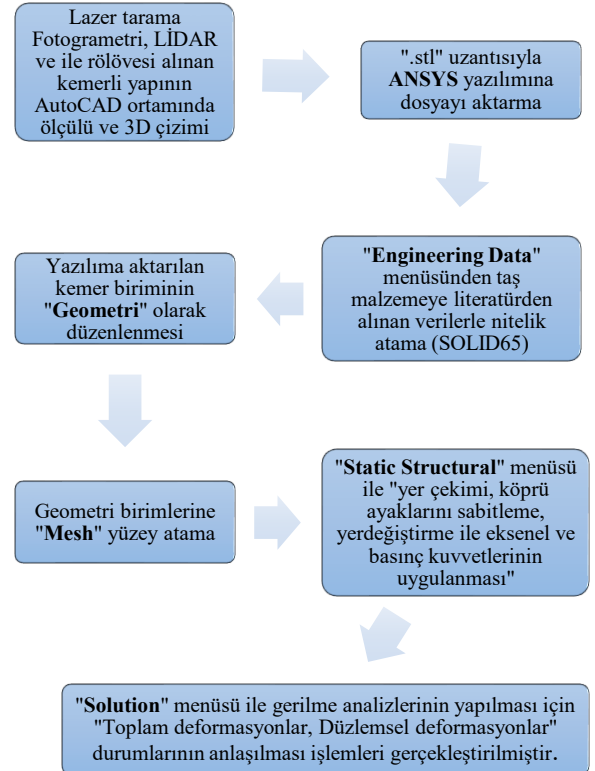 Lazer tarama
Fotogrametri, LİDAR
ve ile rölövesi alınan
kemerli yapının
AutoCAD ortamında
ölçülü ve 3D çizimi
".stl" uzantısıyla
ANSYS yazılımına
dosyayı aktarma
"Engineering Data"
menüsünden taş
malzemeye literatürden
alınan verilerle nitelik
atama (SOLID65)
Yazılıma aktarılan
kemer biriminin
"Geometri" olarak
düzenlenmesi
Geometri birimlerine
"Mesh" yüzey atama
"Static Structural" menüsü
ile "yer çekimi, köprü
ayaklarını sabitleme,
yerdeğiştirme ile eksenel ve
basınç kuvvetlerinin
uygulanması"
"Solution" menüsü ile gerilme analizlerinin yapılması için
"Toplam deformasyonlar, Düzlemsel deformasyonlar"
durumlarının anlaşılması işlemleri gerçekleştirilmiştir.